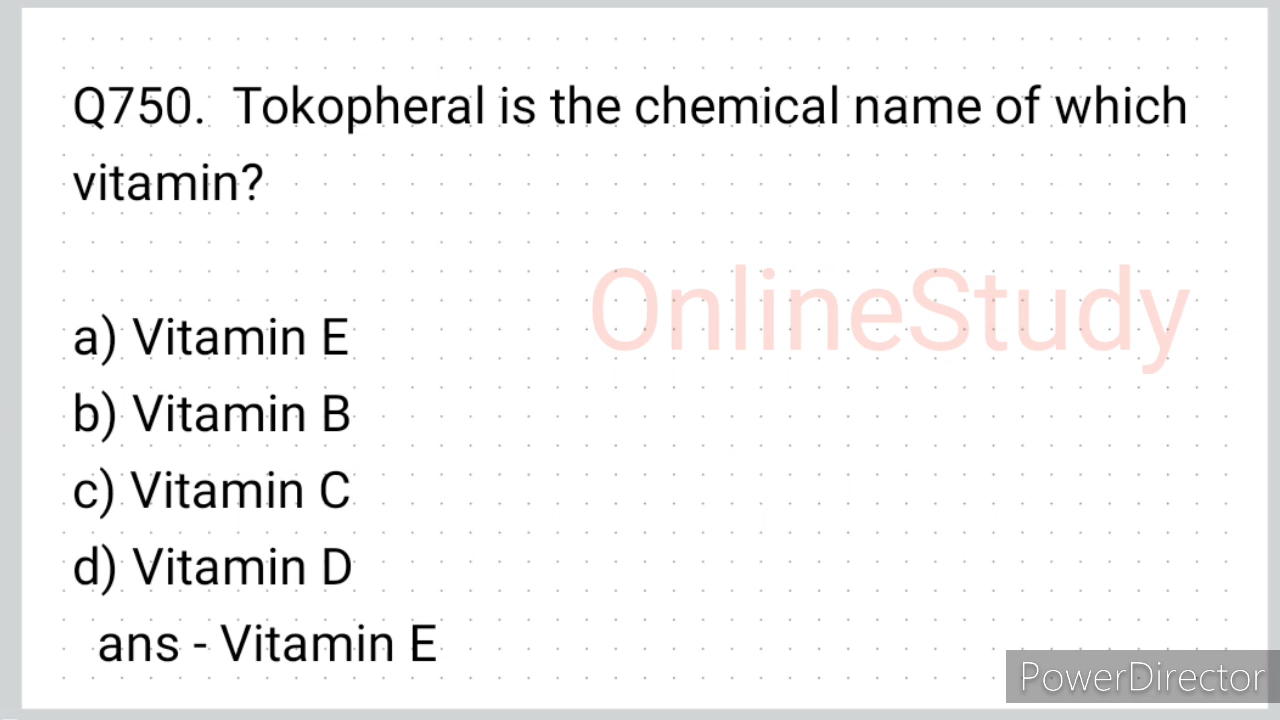 Q750. Tokopheral is the chemical name of which
vitamin?
OnlineStudy
a) Vitamin E
b) Vitamin B
c) Vitamin C
d) Vitamin D
ans - Vitamin E
PowerDirector